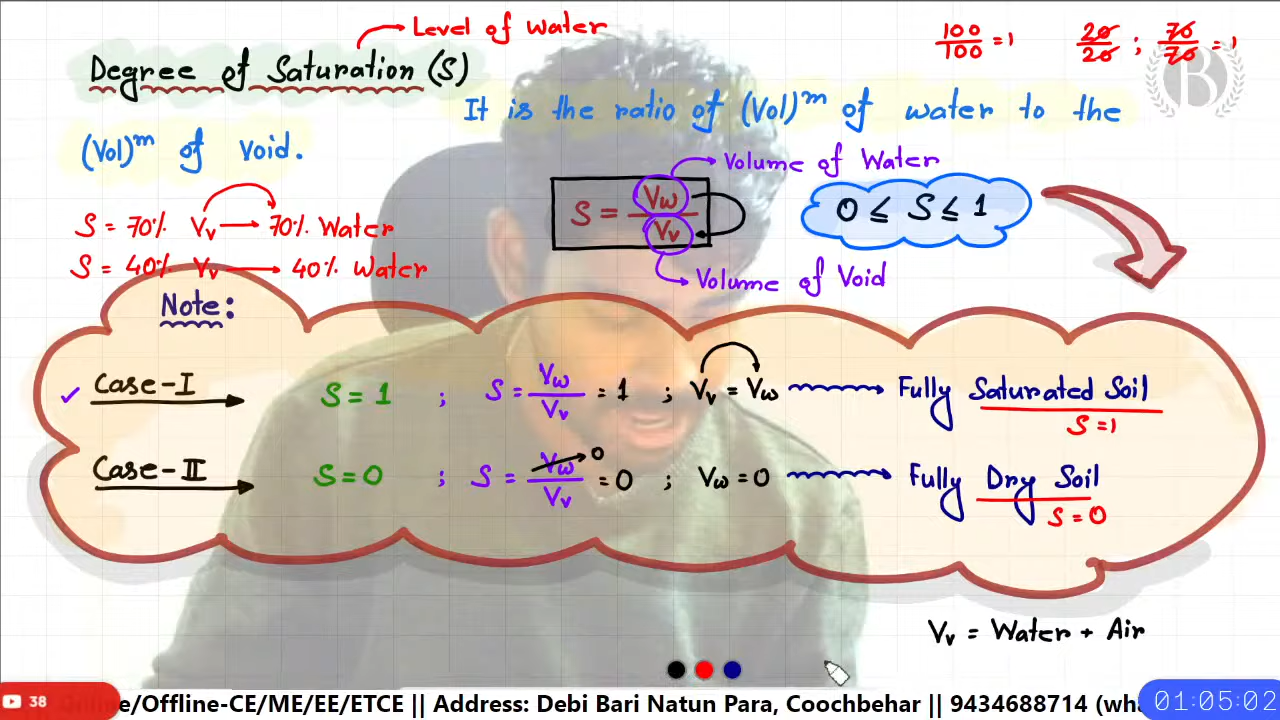 Level of water
100/100 = 1 20/20 ; 70/70 = 1
Degree of Saturation (S)
B
It is the ratio of (Vol)ᵐ of water to the
(Vol)ᵐ of void.
Volume of Water
S = Vw/Vv
0 ≤ S ≤ 1
Volume of Void
S = 70% Vv → 70% Water
S = 40% Vv → 40% Water
Note:
✓ Case-I → S = 1 ; S = Vw/Vv = 1 ; Vv = Vw → Fully Saturated Soil
S = 1
Case-II → S = 0 ; S = Vw/Vv = 0 ; Vw = 0 → Fully Dry Soil
0
S = 0
Vv = Water + Air
38
e/Offline-CE/ME/EE/ETCE || Address: Debi Bari Natun Para, Coochbehar || 9434688714 (wh
01:05:02